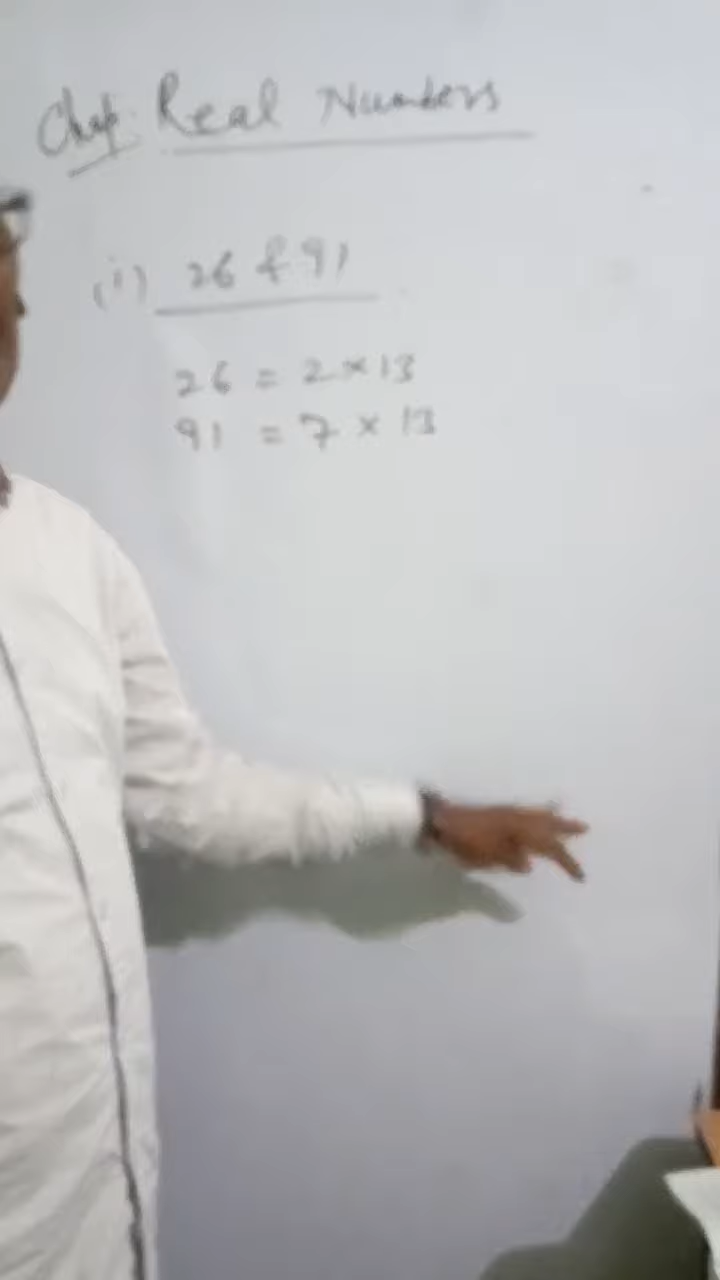 Chap: Real Numbers
(i) 26 & 91
26 = 2 × 13
91 = 7 × 13